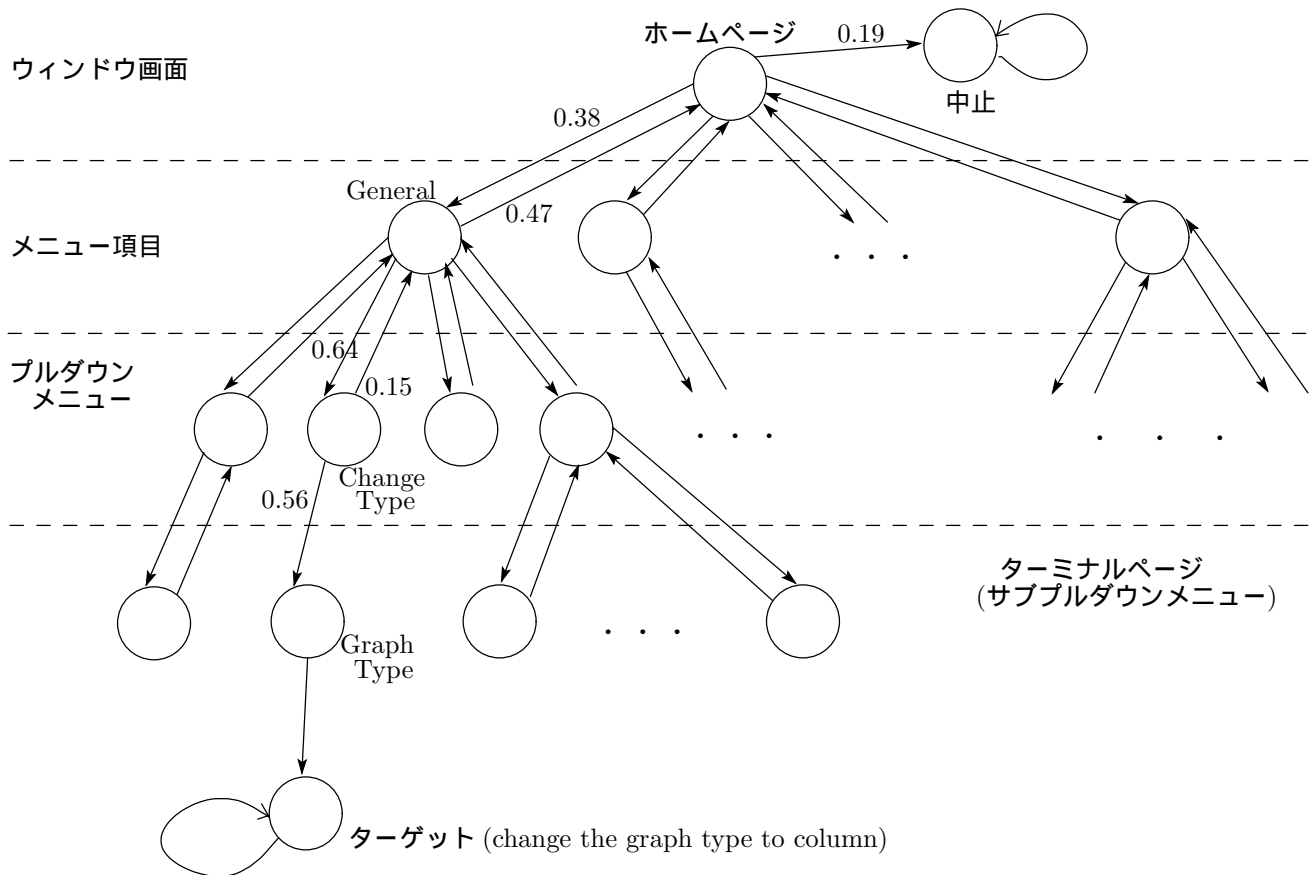 ホームページ
0.19
ウィンドウ画面
中止
0.38
General
0.47
メニュー項目
. . .
0.64
プルダウン
メニュー
0.15
. . .
. . .
Change
Type
0.56
ターミナルページ
(サブプルダウンメニュー)
. . .
Graph
Type
ターゲット (change the graph type to column)